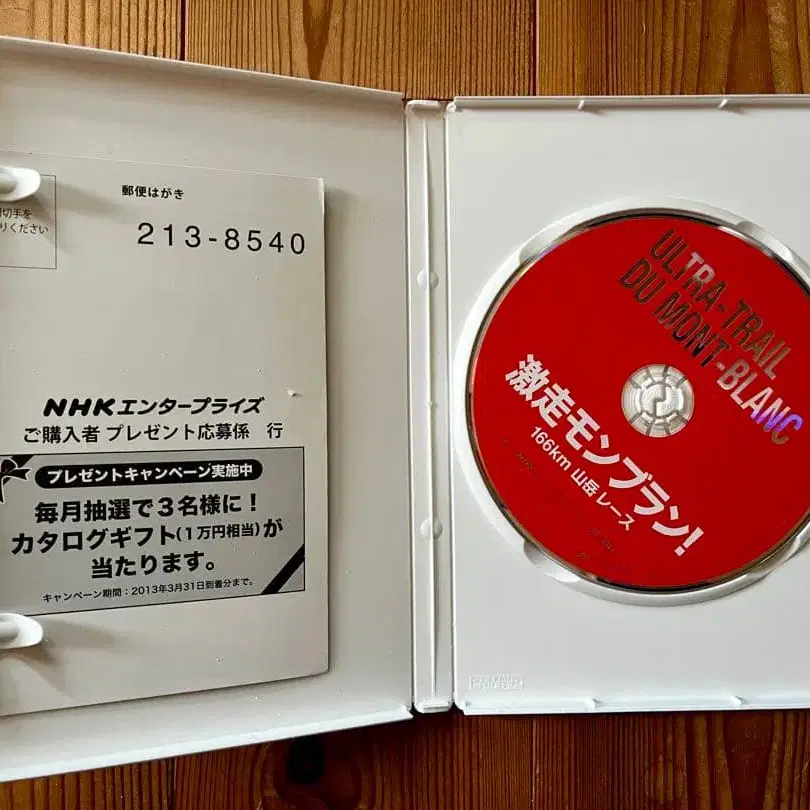 郵便はがき
切手を
りください
213-8540
NHKエンタープライズ
ご購入者 プレゼント応募係 行
プレゼントキャンペーン実施中
毎月抽選で3名様に!
カタログギフト(1万円相当)が
当たります。
キャンペーン期間:2013年3月31日到着分まで。
ULTRA-TRAIL
DU MONT-BLANC
激走モンブラン!
166km 山岳 レース